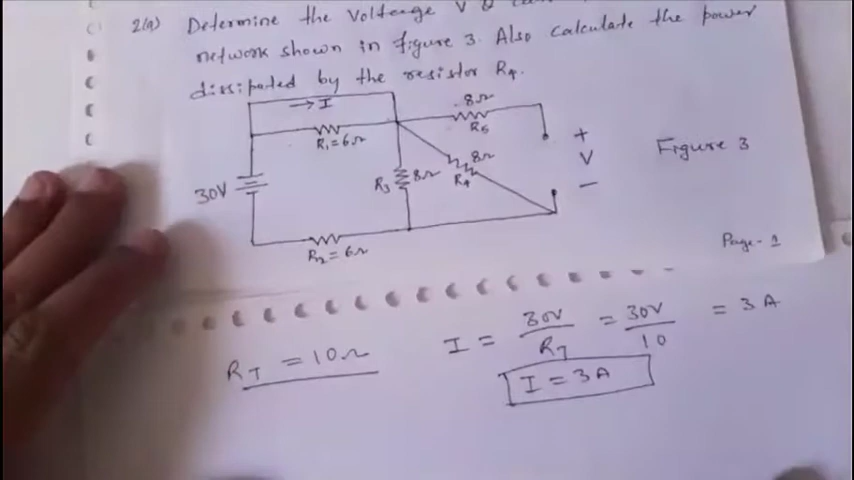 2(a) Determine the Voltage V &
network shown in figure 3. Also calculate the power
dissipated by the resistor R4.
→ I
8Ω
R5
R1=6Ω
+
V
−
Figure 3
30V
R3
8Ω
8Ω
R4
R2=6Ω
Page-1
RT = 10Ω
I = 30V/RT = 30V/10 = 3A
I = 3A